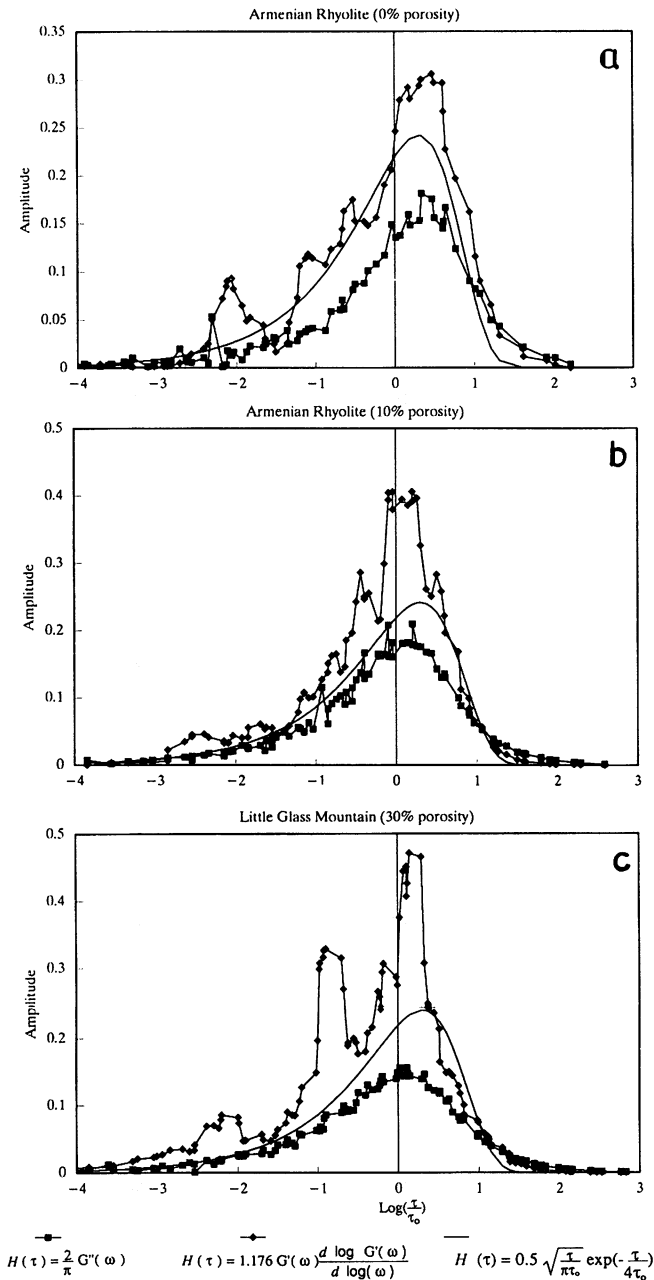 Armenian Rhyolite (0% porosity)
a
0.35
0.3
0.25
0.2
0.15
0.1
0.05
0
Amplitude
−4 −3 −2 −1 0 1 2 3
Armenian Rhyolite (10% porosity)
b
0.5
0.4
0.3
0.2
0.1
0
Amplitude
−4 −3 −2 −1 0 1 2 3
Little Glass Mountain (30% porosity)
c
0.5
0.4
0.3
0.2
0.1
0
Amplitude
−4 −3 −2 −1 0 1 2 3
Log(τ/τo)
H(τ) = 2/π G"(ω)
H(τ) = 1.176 G'(ω) d log G'(ω)/d log(ω)
H (τ) = 0.5 √(τ/πτo) exp(-τ/4τo)